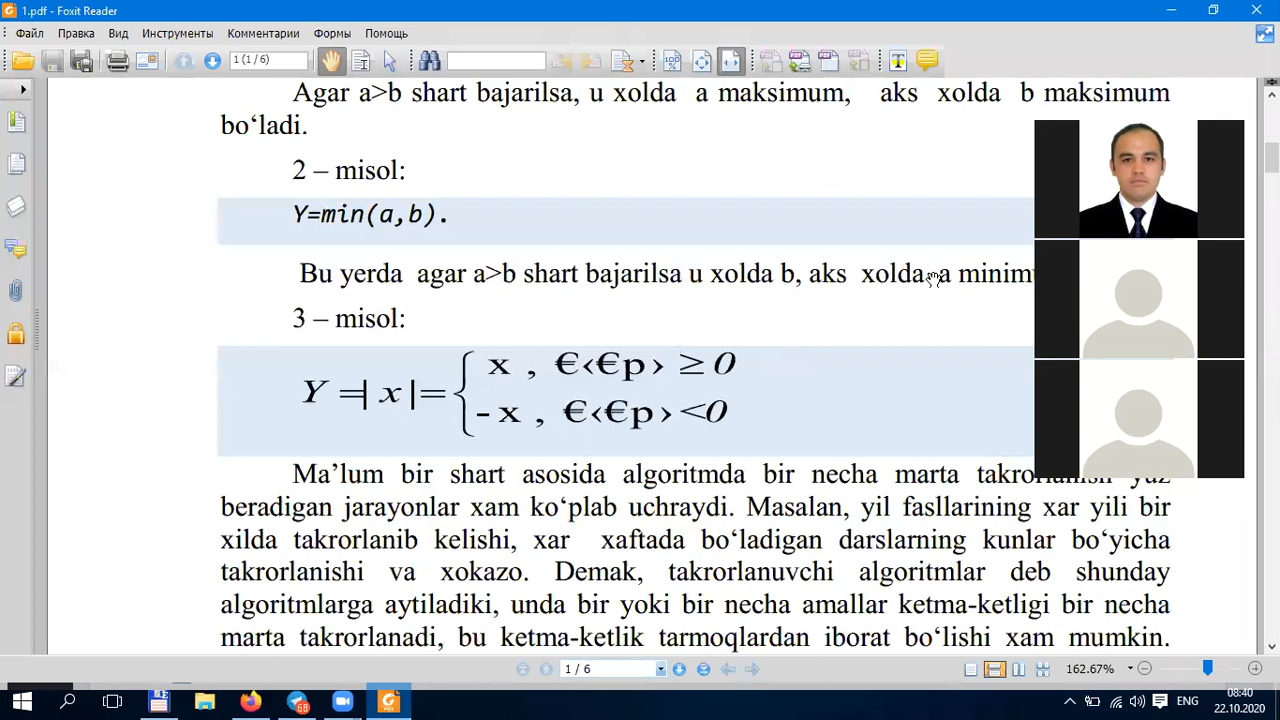 1.pdf - Foxit Reader
Файл Правка Вид Инструменты Комментарии Формы Помощь
1 (1 / 6)
Agar a>b shart bajarilsa, u xolda a maksimum, aks xolda b maksimum
bo‘ladi.
2 – misol:
Y=min(a,b).
Bu yerda agar a>b shart bajarilsa u xolda b, aks xolda a
3 – misol:
Y =| x |= { x , €‹€p› ≥ 0
- x , €‹€p› <0
Ma’lum bir shart asosida algoritmda bir necha marta
beradigan jarayonlar xam ko‘plab uchraydi. Masalan, yil fasllarining xar yili bir
xilda takrorlanib kelishi, xar xaftada bo‘ladigan darslarning kunlar bo‘yicha
takrorlanishi va xokazo. Demak, takrorlanuvchi algoritmlar deb shunday
algoritmlarga aytiladiki, unda bir yoki bir necha amallar ketma-ketligi bir necha
marta takrorlanadi, bu ketma-ketlik tarmoqlardan iborat bo‘lishi xam mumkin.
1 / 6
162.67%
68
ENG
08:40
22.10.2020